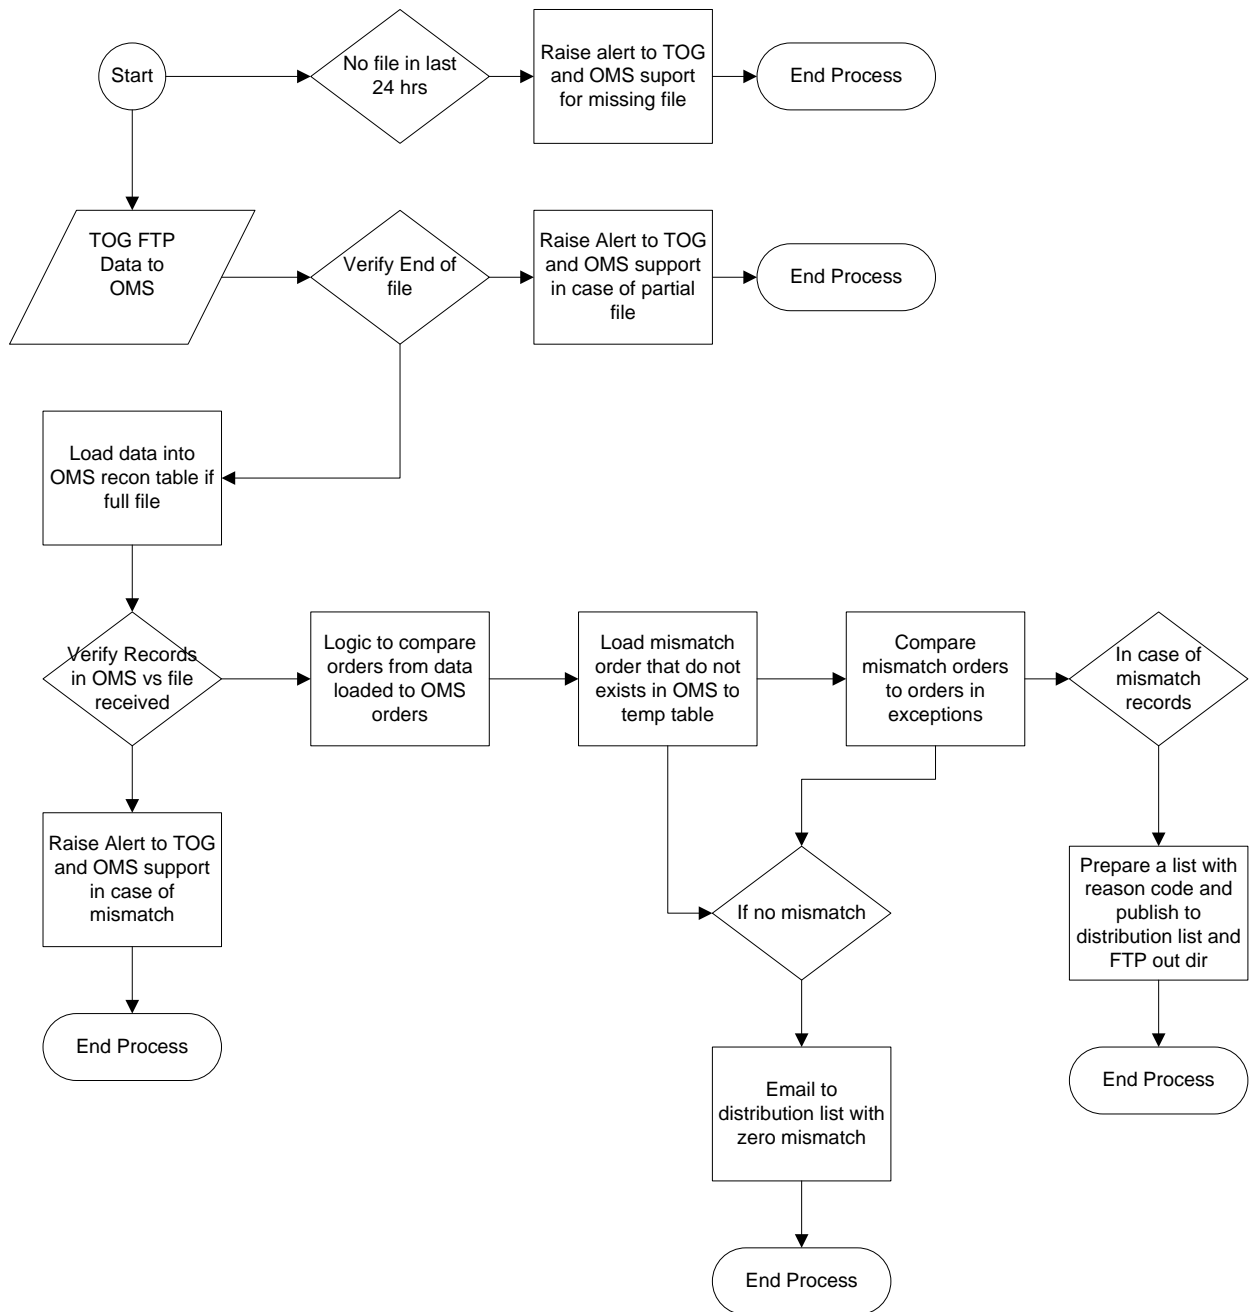 Start
No file in last
24 hrs
Raise alert to TOG
and OMS suport
for missing file
End Process
TOG FTP
Data to
OMS
Verify End of
file
Raise Alert to TOG
and OMS support
in case of partial
file
End Process
Load data into
OMS recon table if
full file
Verify Records
in OMS vs file
received
Logic to compare
orders from data
loaded to OMS
orders
Load mismatch
order that do not
exists in OMS to
temp table
Compare
mismatch orders
to orders in
exceptions
In case of
mismatch
records
Raise Alert to TOG
and OMS support
in case of
mismatch
If no mismatch
Prepare a list with
reason code and
publish to
distribution list and
FTP out dir
End Process
Email to
distribution list with
zero mismatch
End Process
End Process